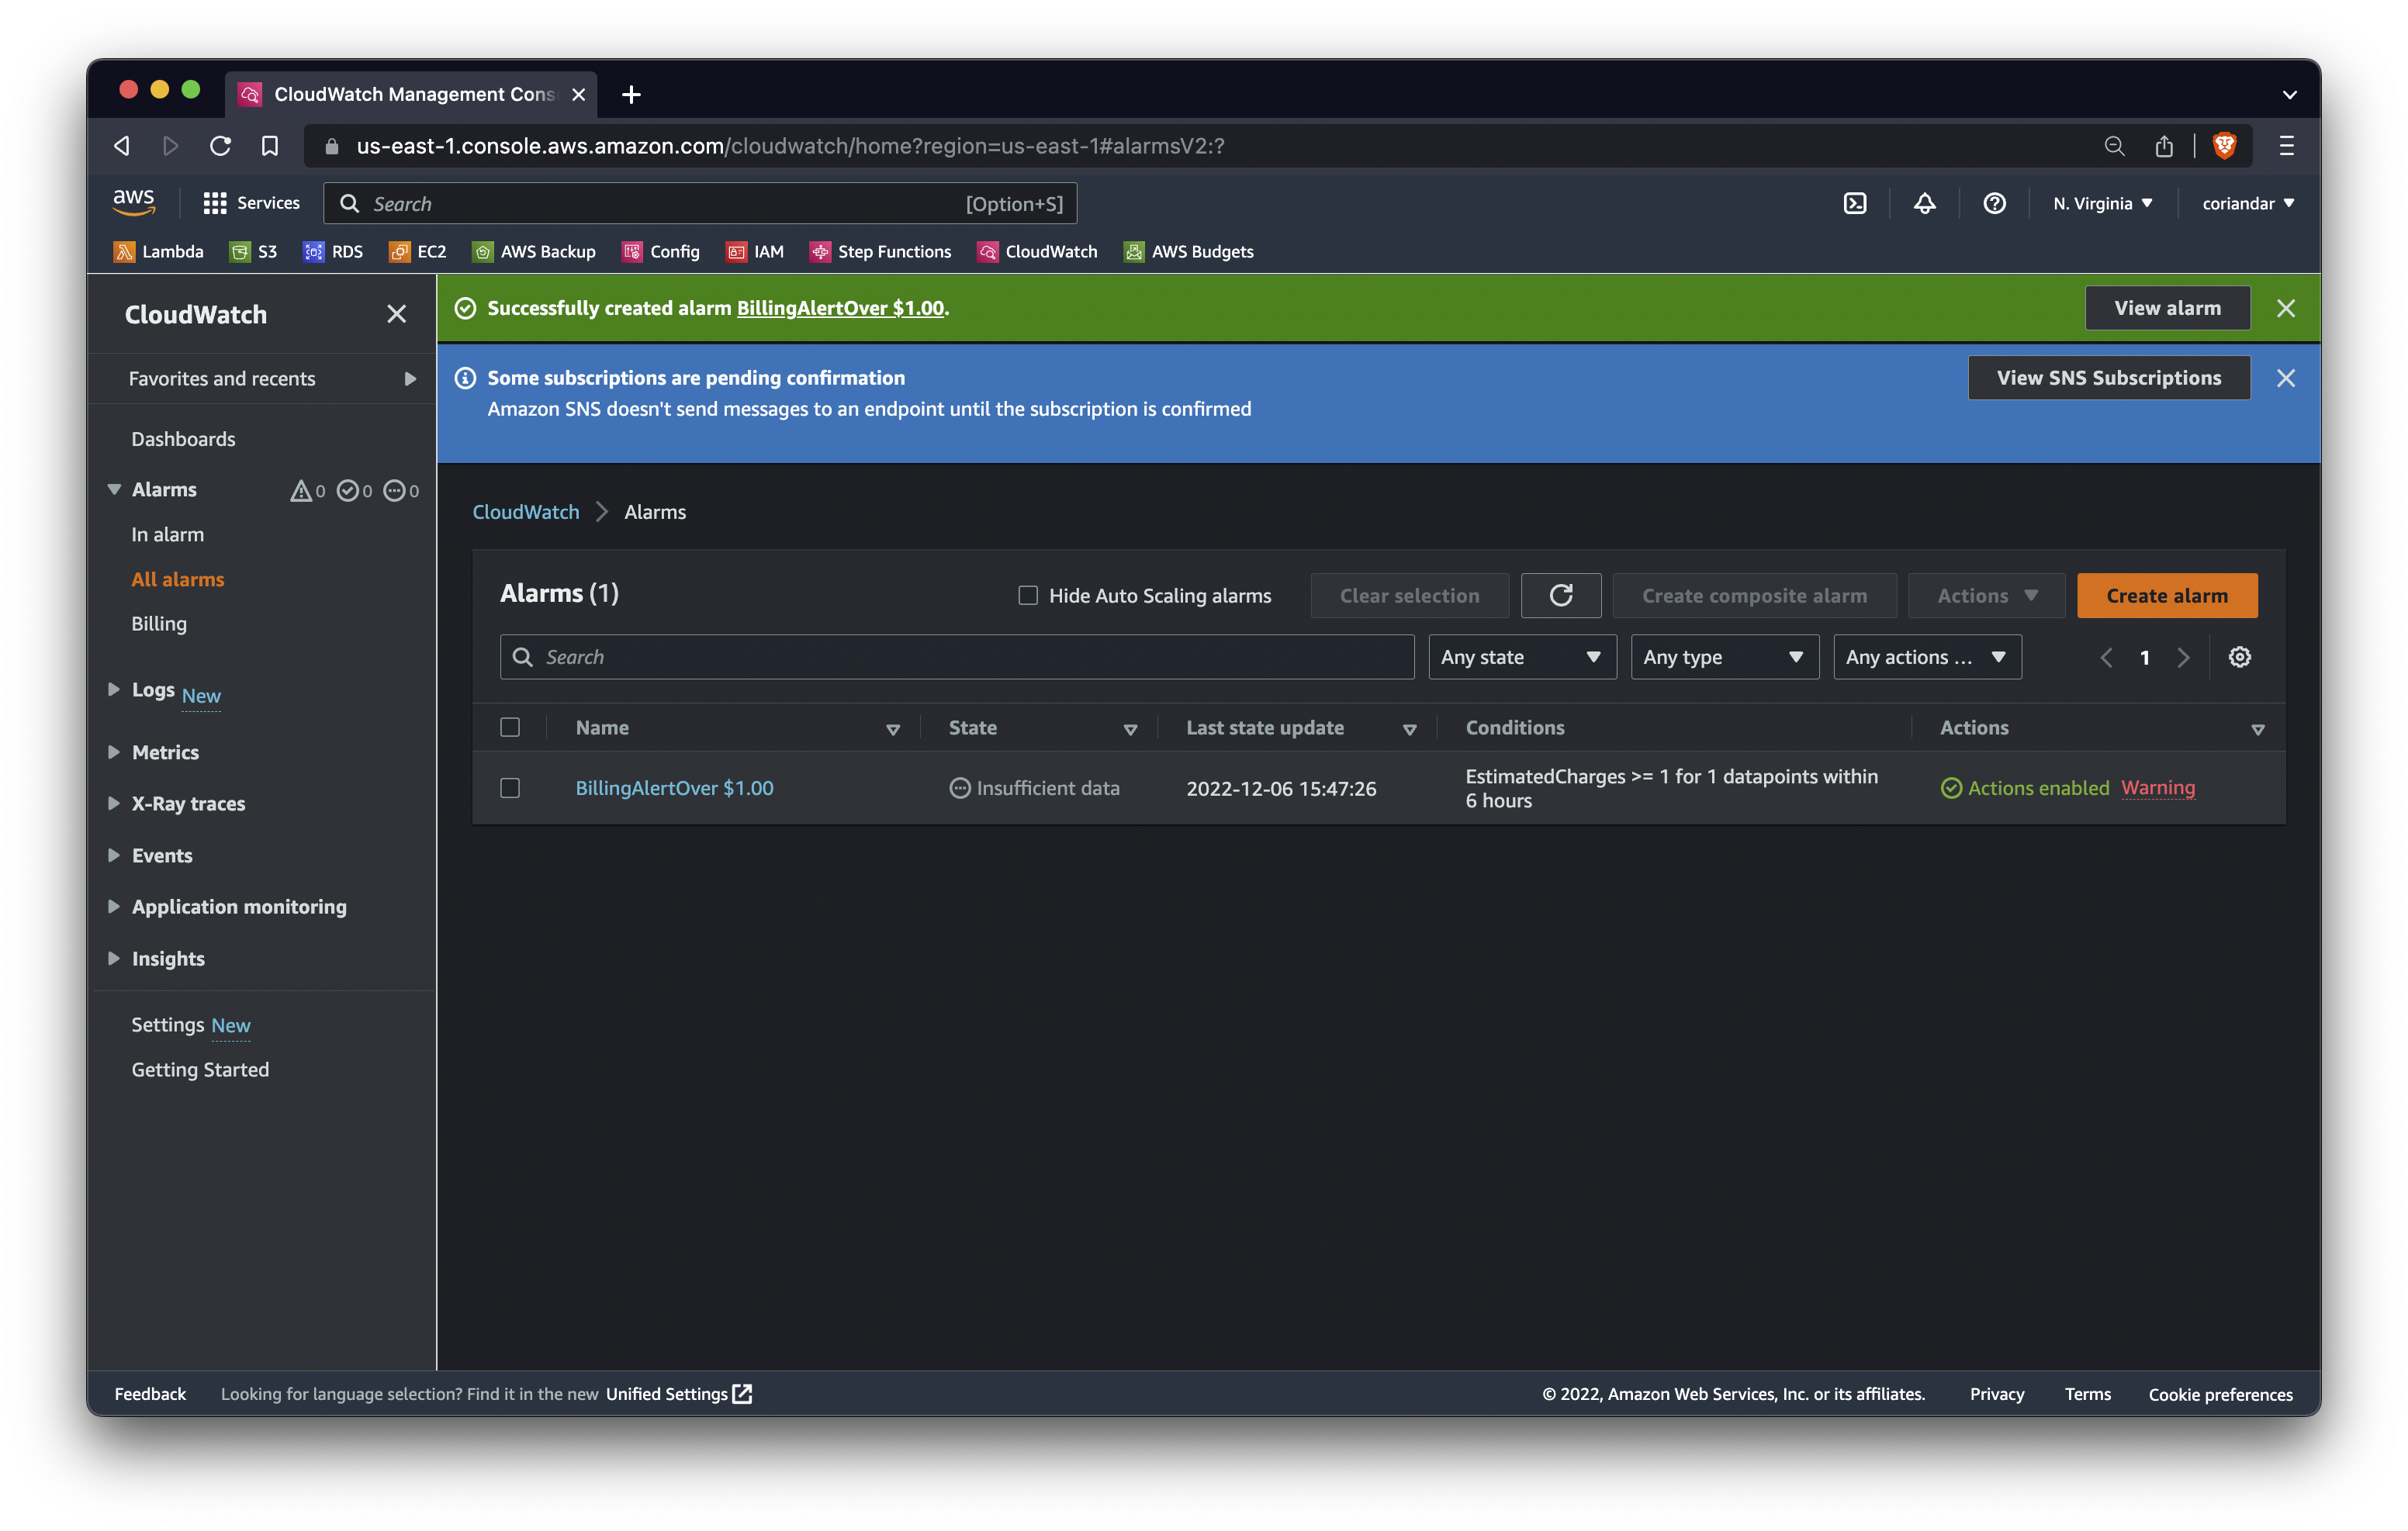 CloudWatch Management Cons
us-east-1.console.aws.amazon.com/cloudwatch/home?region=us-east-1#alarmsV2:?
aws Services Search [Option+S] N. Virginia coriandar
Lambda S3 RDS EC2 AWS Backup Config IAM Step Functions CloudWatch AWS Budgets
CloudWatch
Favorites and recents
Dashboards
Alarms 0 0 0
In alarm
All alarms
Billing
Logs New
Metrics
X-Ray traces
Events
Application monitoring
Insights
Settings New
Getting Started
Successfully created alarm BillingAlertOver $1.00. View alarm
Some subscriptions are pending confirmation View SNS Subscriptions
Amazon SNS doesn't send messages to an endpoint until the subscription is confirmed
CloudWatch Alarms
Alarms (1) Hide Auto Scaling alarms Clear selection Create composite alarm Actions Create alarm
Search Any state Any type Any actions ... 1
Name State Last state update Conditions Actions
BillingAlertOver $1.00 Insufficient data 2022-12-06 15:47:26 EstimatedCharges >= 1 for 1 datapoints within
6 hours Actions enabled Warning
Feedback Looking for language selection? Find it in the new Unified Settings © 2022, Amazon Web Services, Inc. or its affiliates. Privacy Terms Cookie preferences